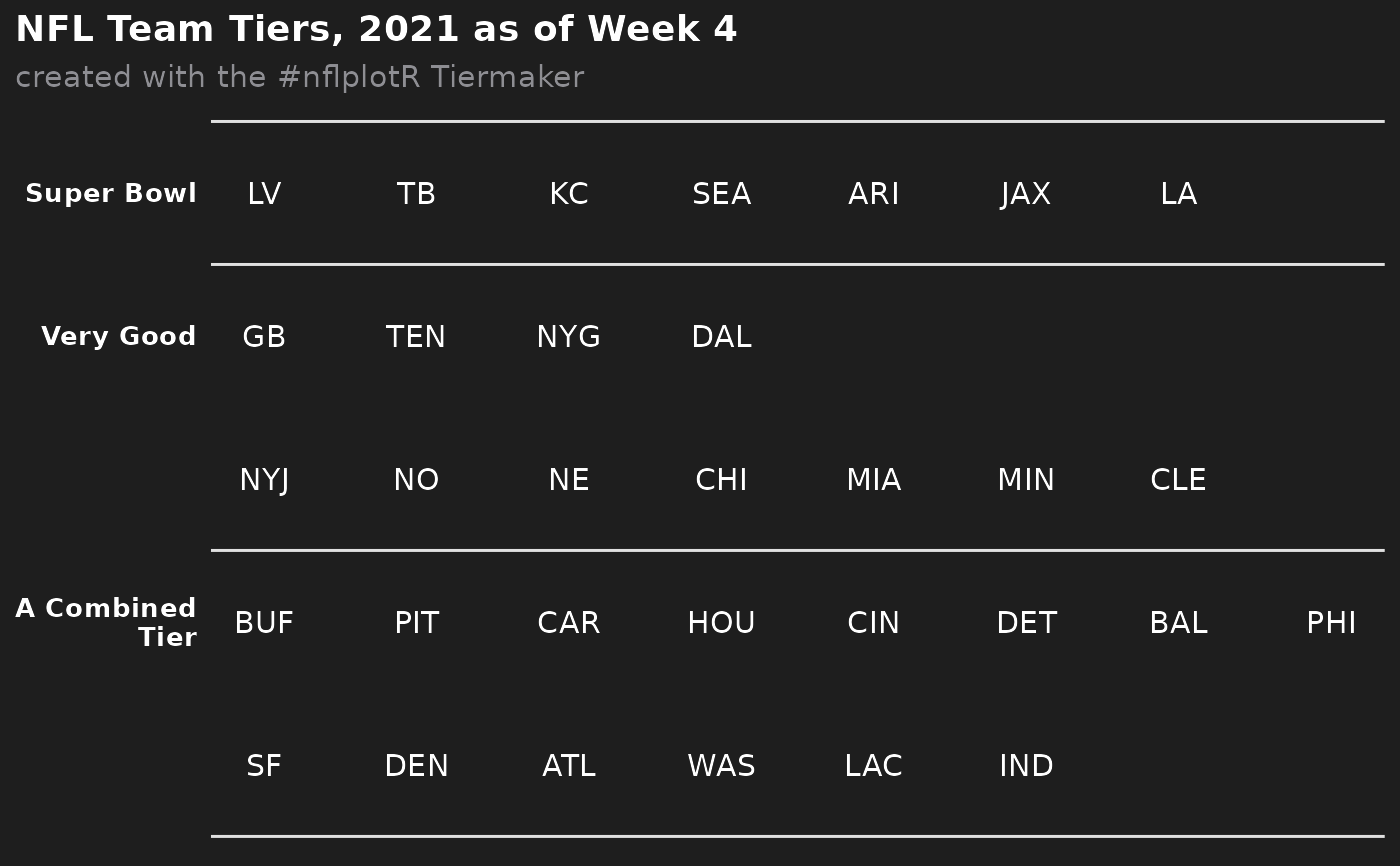 NFL Team Tiers, 2021 as of Week 4
created with the #nflplotR Tiermaker
Super Bowl LV TB KC SEA ARI JAX LA
Very Good GB TEN NYG DAL
NYJ NO NE CHI MIA MIN CLE
A Combined
Tier
BUF PIT CAR HOU CIN DET BAL PHI
SF DEN ATL WAS LAC IND